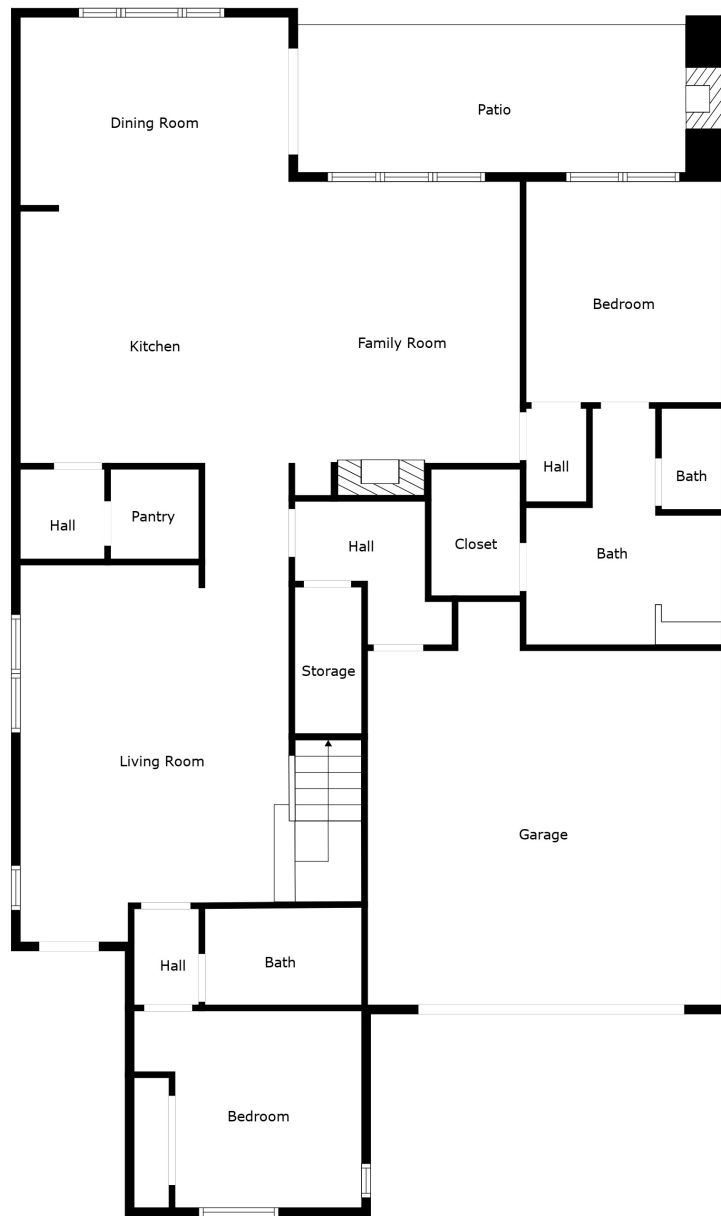 Dining Room
Patio
Bedroom
Kitchen
Family Room
Hall
Bath
Hall
Pantry
Hall
Closet
Bath
Storage
Living Room
Garage
Hall
Bath
Bedroom